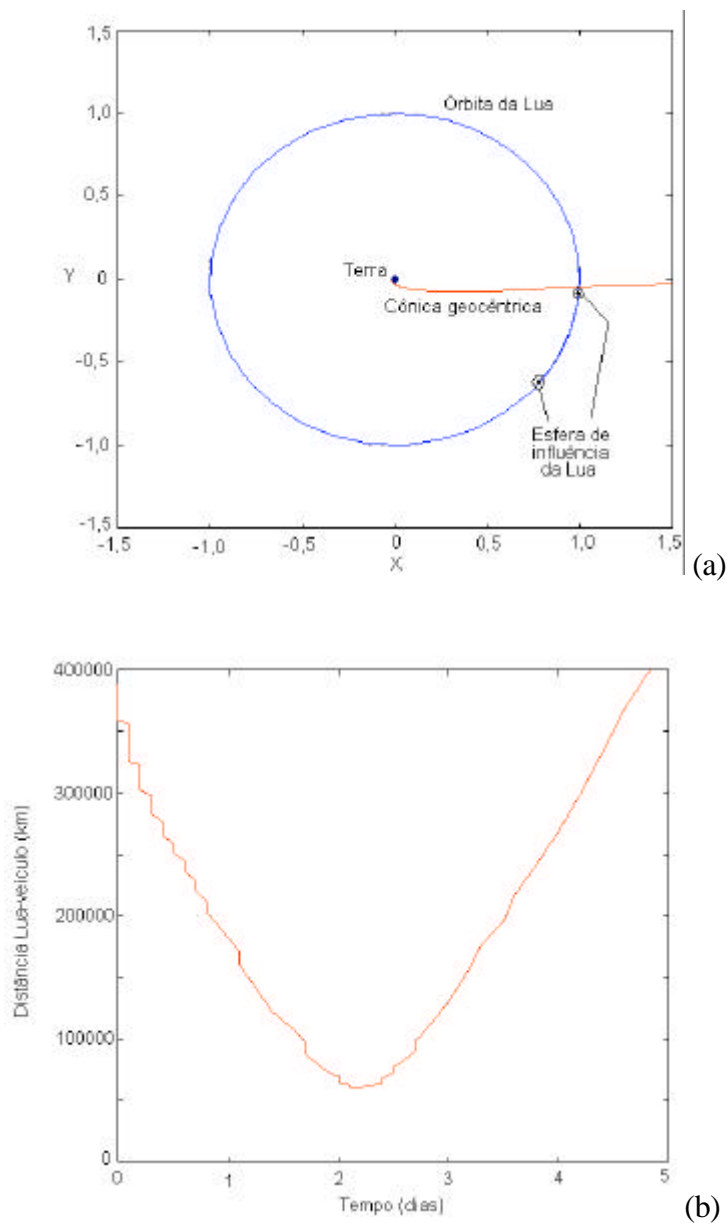 1,5
1,0
0,5
Y 0
-0,5
-1,0
-1,5
Órbita da Lua
Terra
Cônica geocêntrica
Esfera de
influência
da Lua
-1,5 -1,0 -0,5 0 0,5 1,0 1,5
X
(a)
400000
300000
200000
100000
0
Distância Lua-veículo (km)
0 1 2 3 4 5
Tempo (dias)
(b)